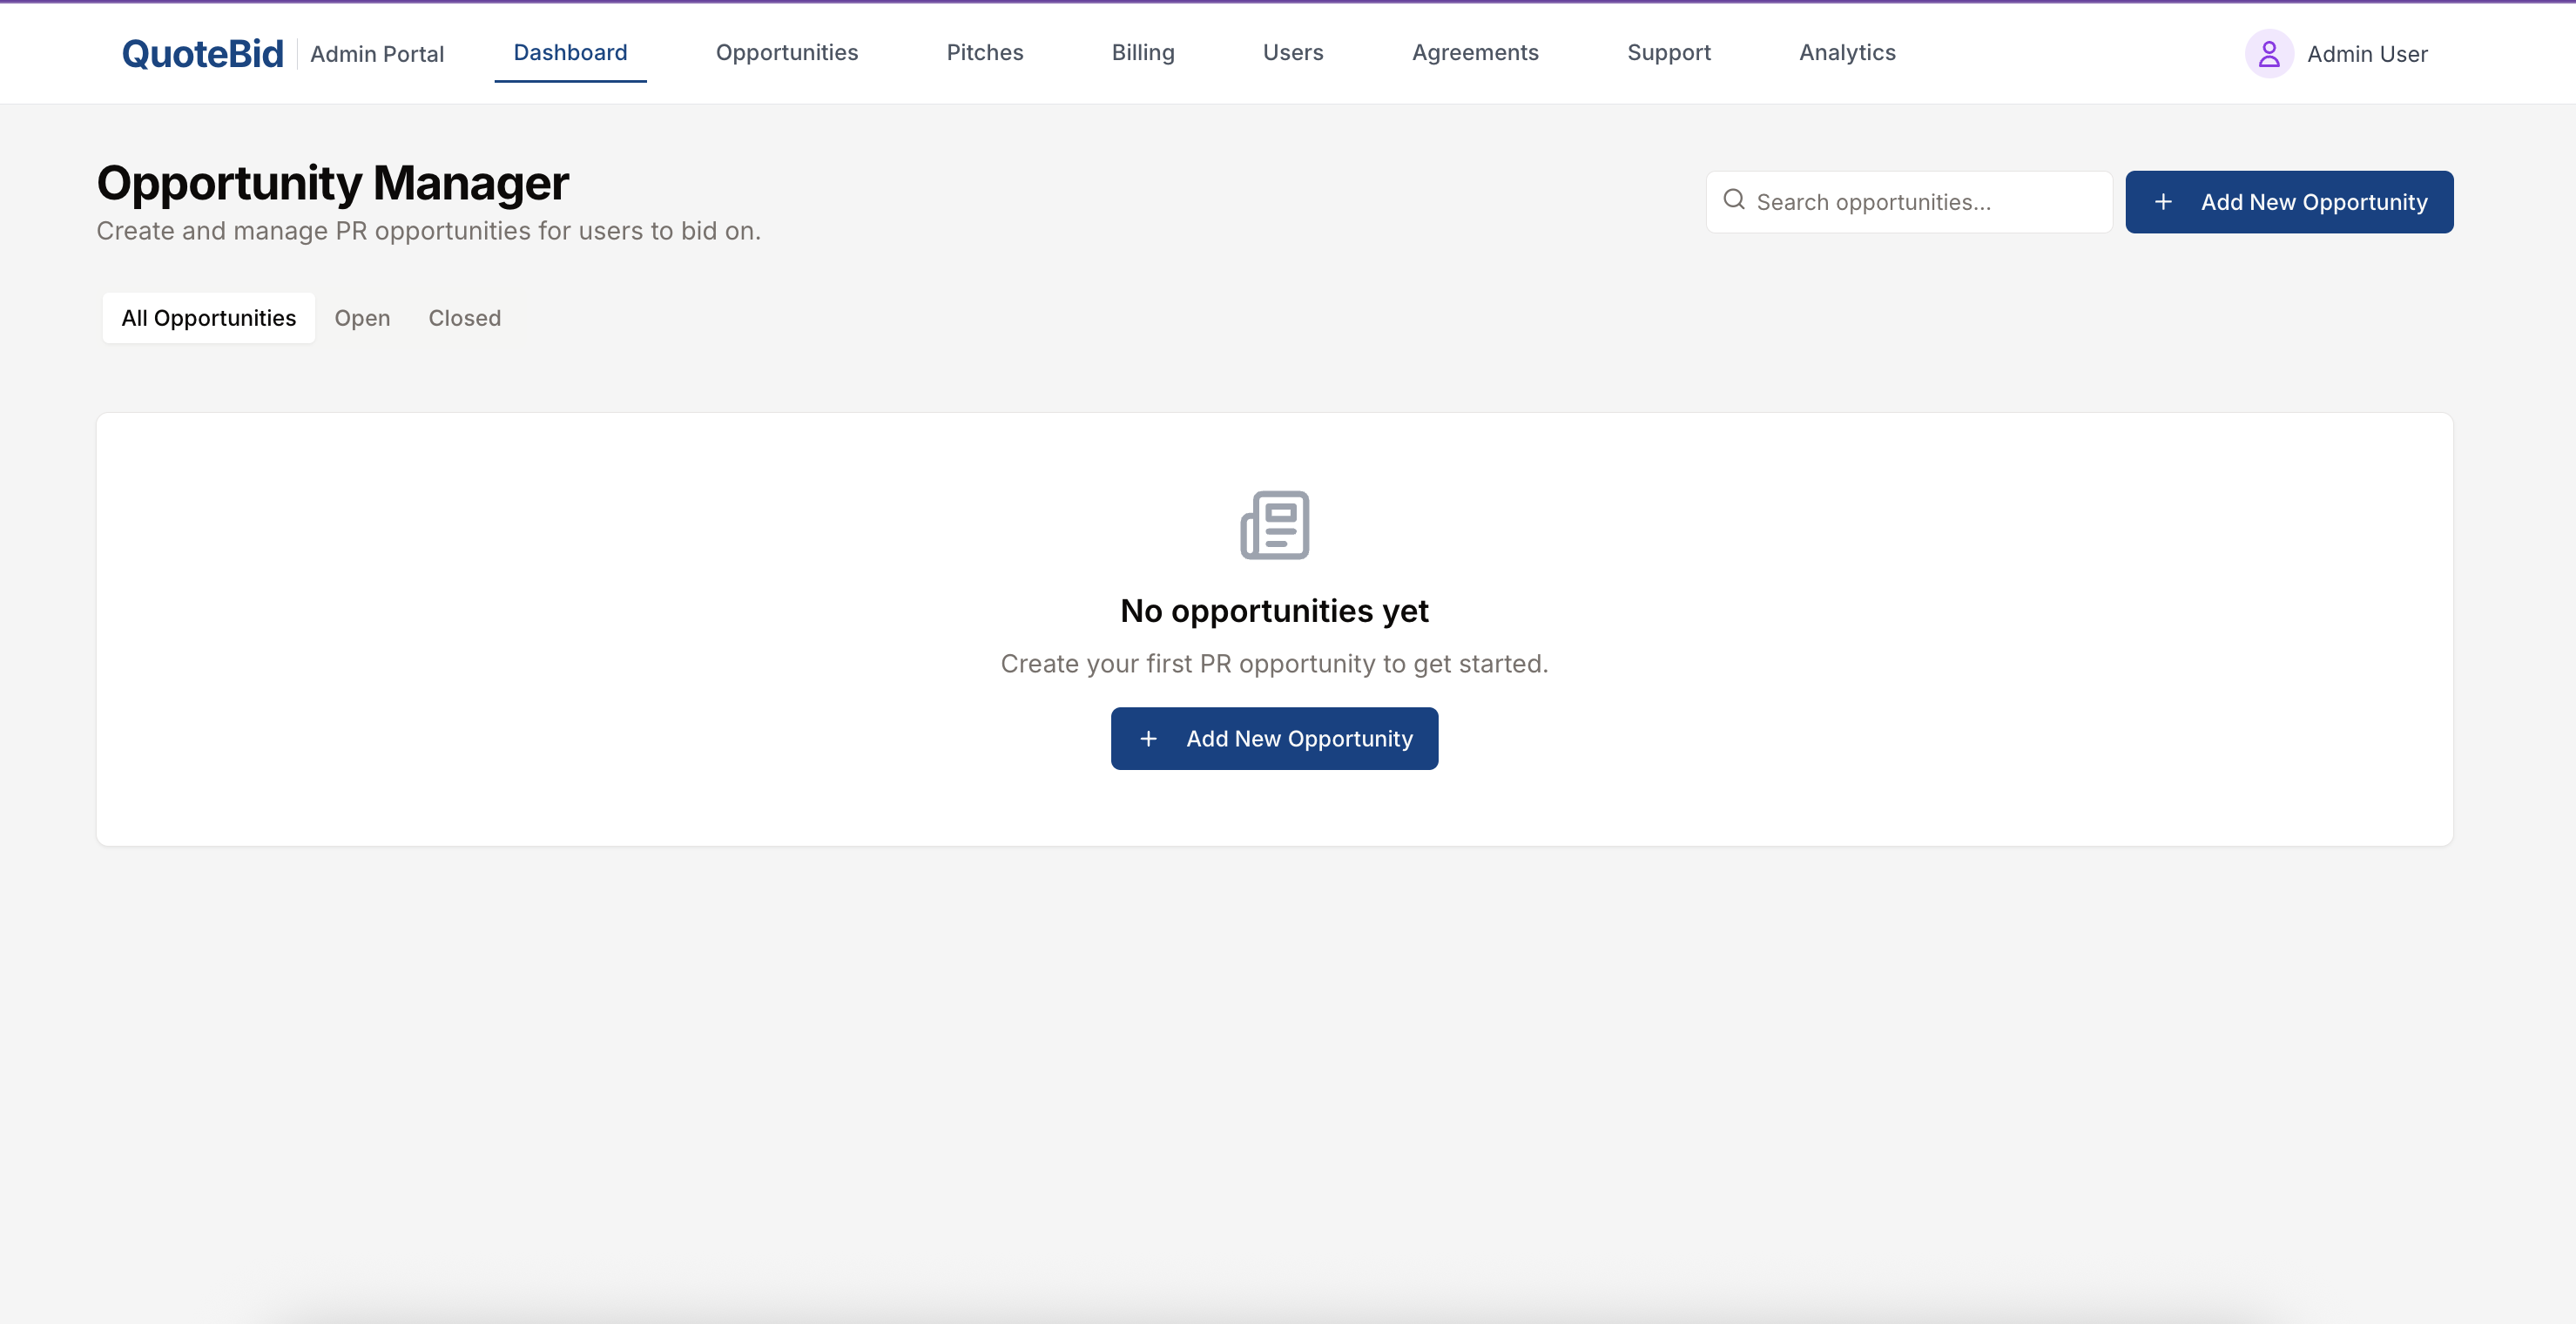 QuoteBid Admin Portal Dashboard Opportunities Pitches Billing Users Agreements Support Analytics Admin User
Opportunity Manager
Create and manage PR opportunities for users to bid on.
Search opportunities...
+ Add New Opportunity
All Opportunities Open Closed
No opportunities yet
Create your first PR opportunity to get started.
+ Add New Opportunity